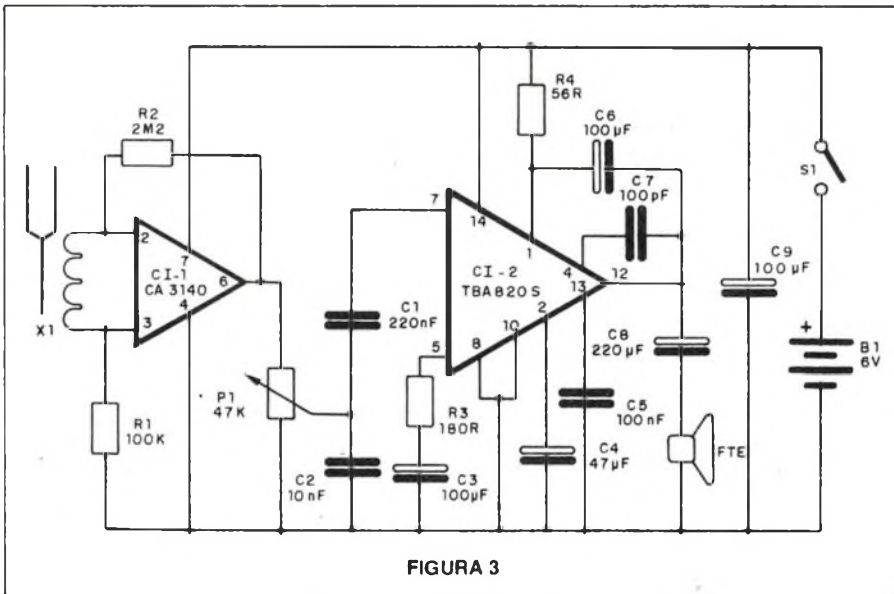 R2
2M2
X1
2
3
7
4
6
CI-1
CA 3140
R1
100K
P1
47K
C1
220nF
C2
10nF
7
5
14
1
4
12
13
2
10
8
CI-2
TBA820S
R3
180R
C3
100µF
R4
56R
C6
100µF
C7
100pF
C4
47µF
C5
100nF
C8
220µF
FTE
C9
100µF
S1
+
B1
6V
FIGURA 3